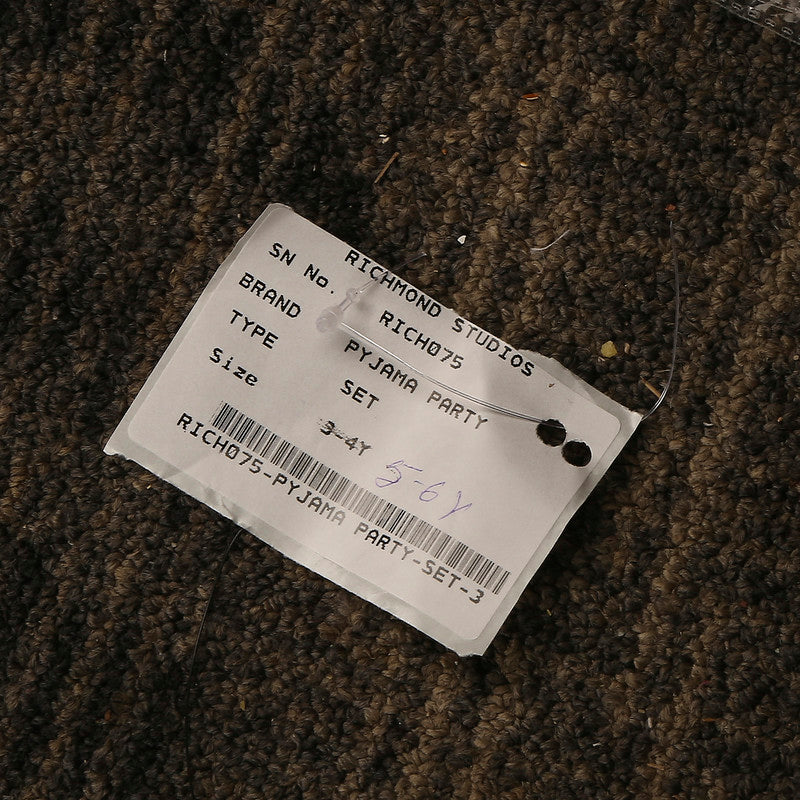 RICHMOND STUDIOS
SN No. RICH075
BRAND PYJAMA PARTY
TYPE SET
Size 3-4Y 5-6Y
RICH075-PYJAMA PARTY-SET-3